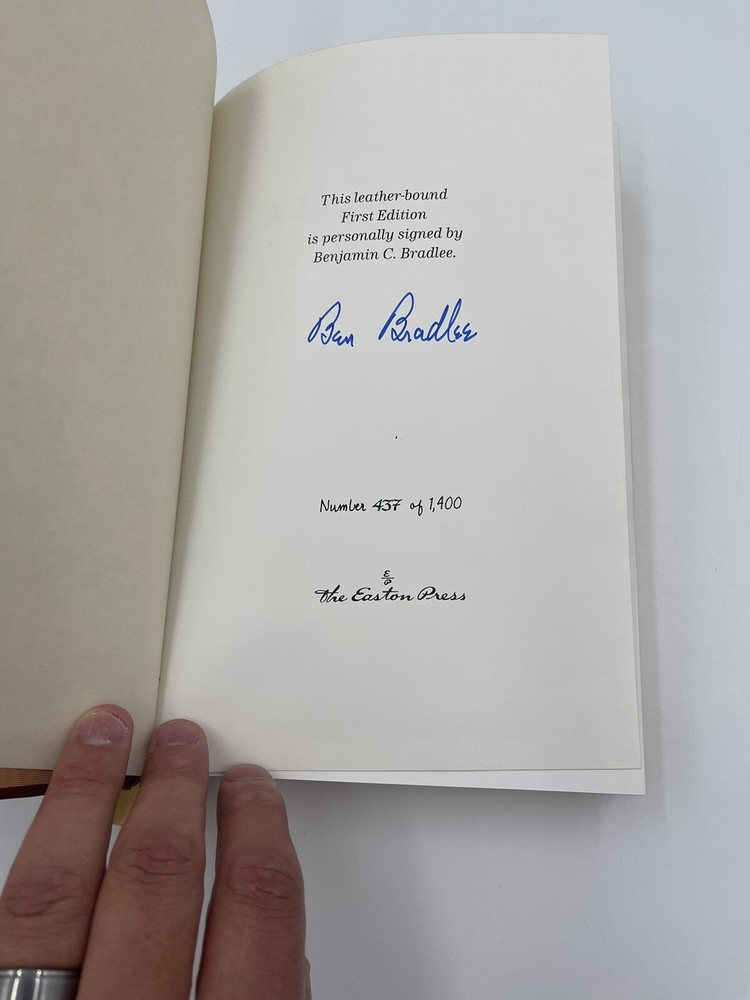 This leather-bound
First Edition
is personally signed by
Benjamin C. Bradlee.
Ben Bradlee
Number 437 of 1,400
E/P
The Easton Press